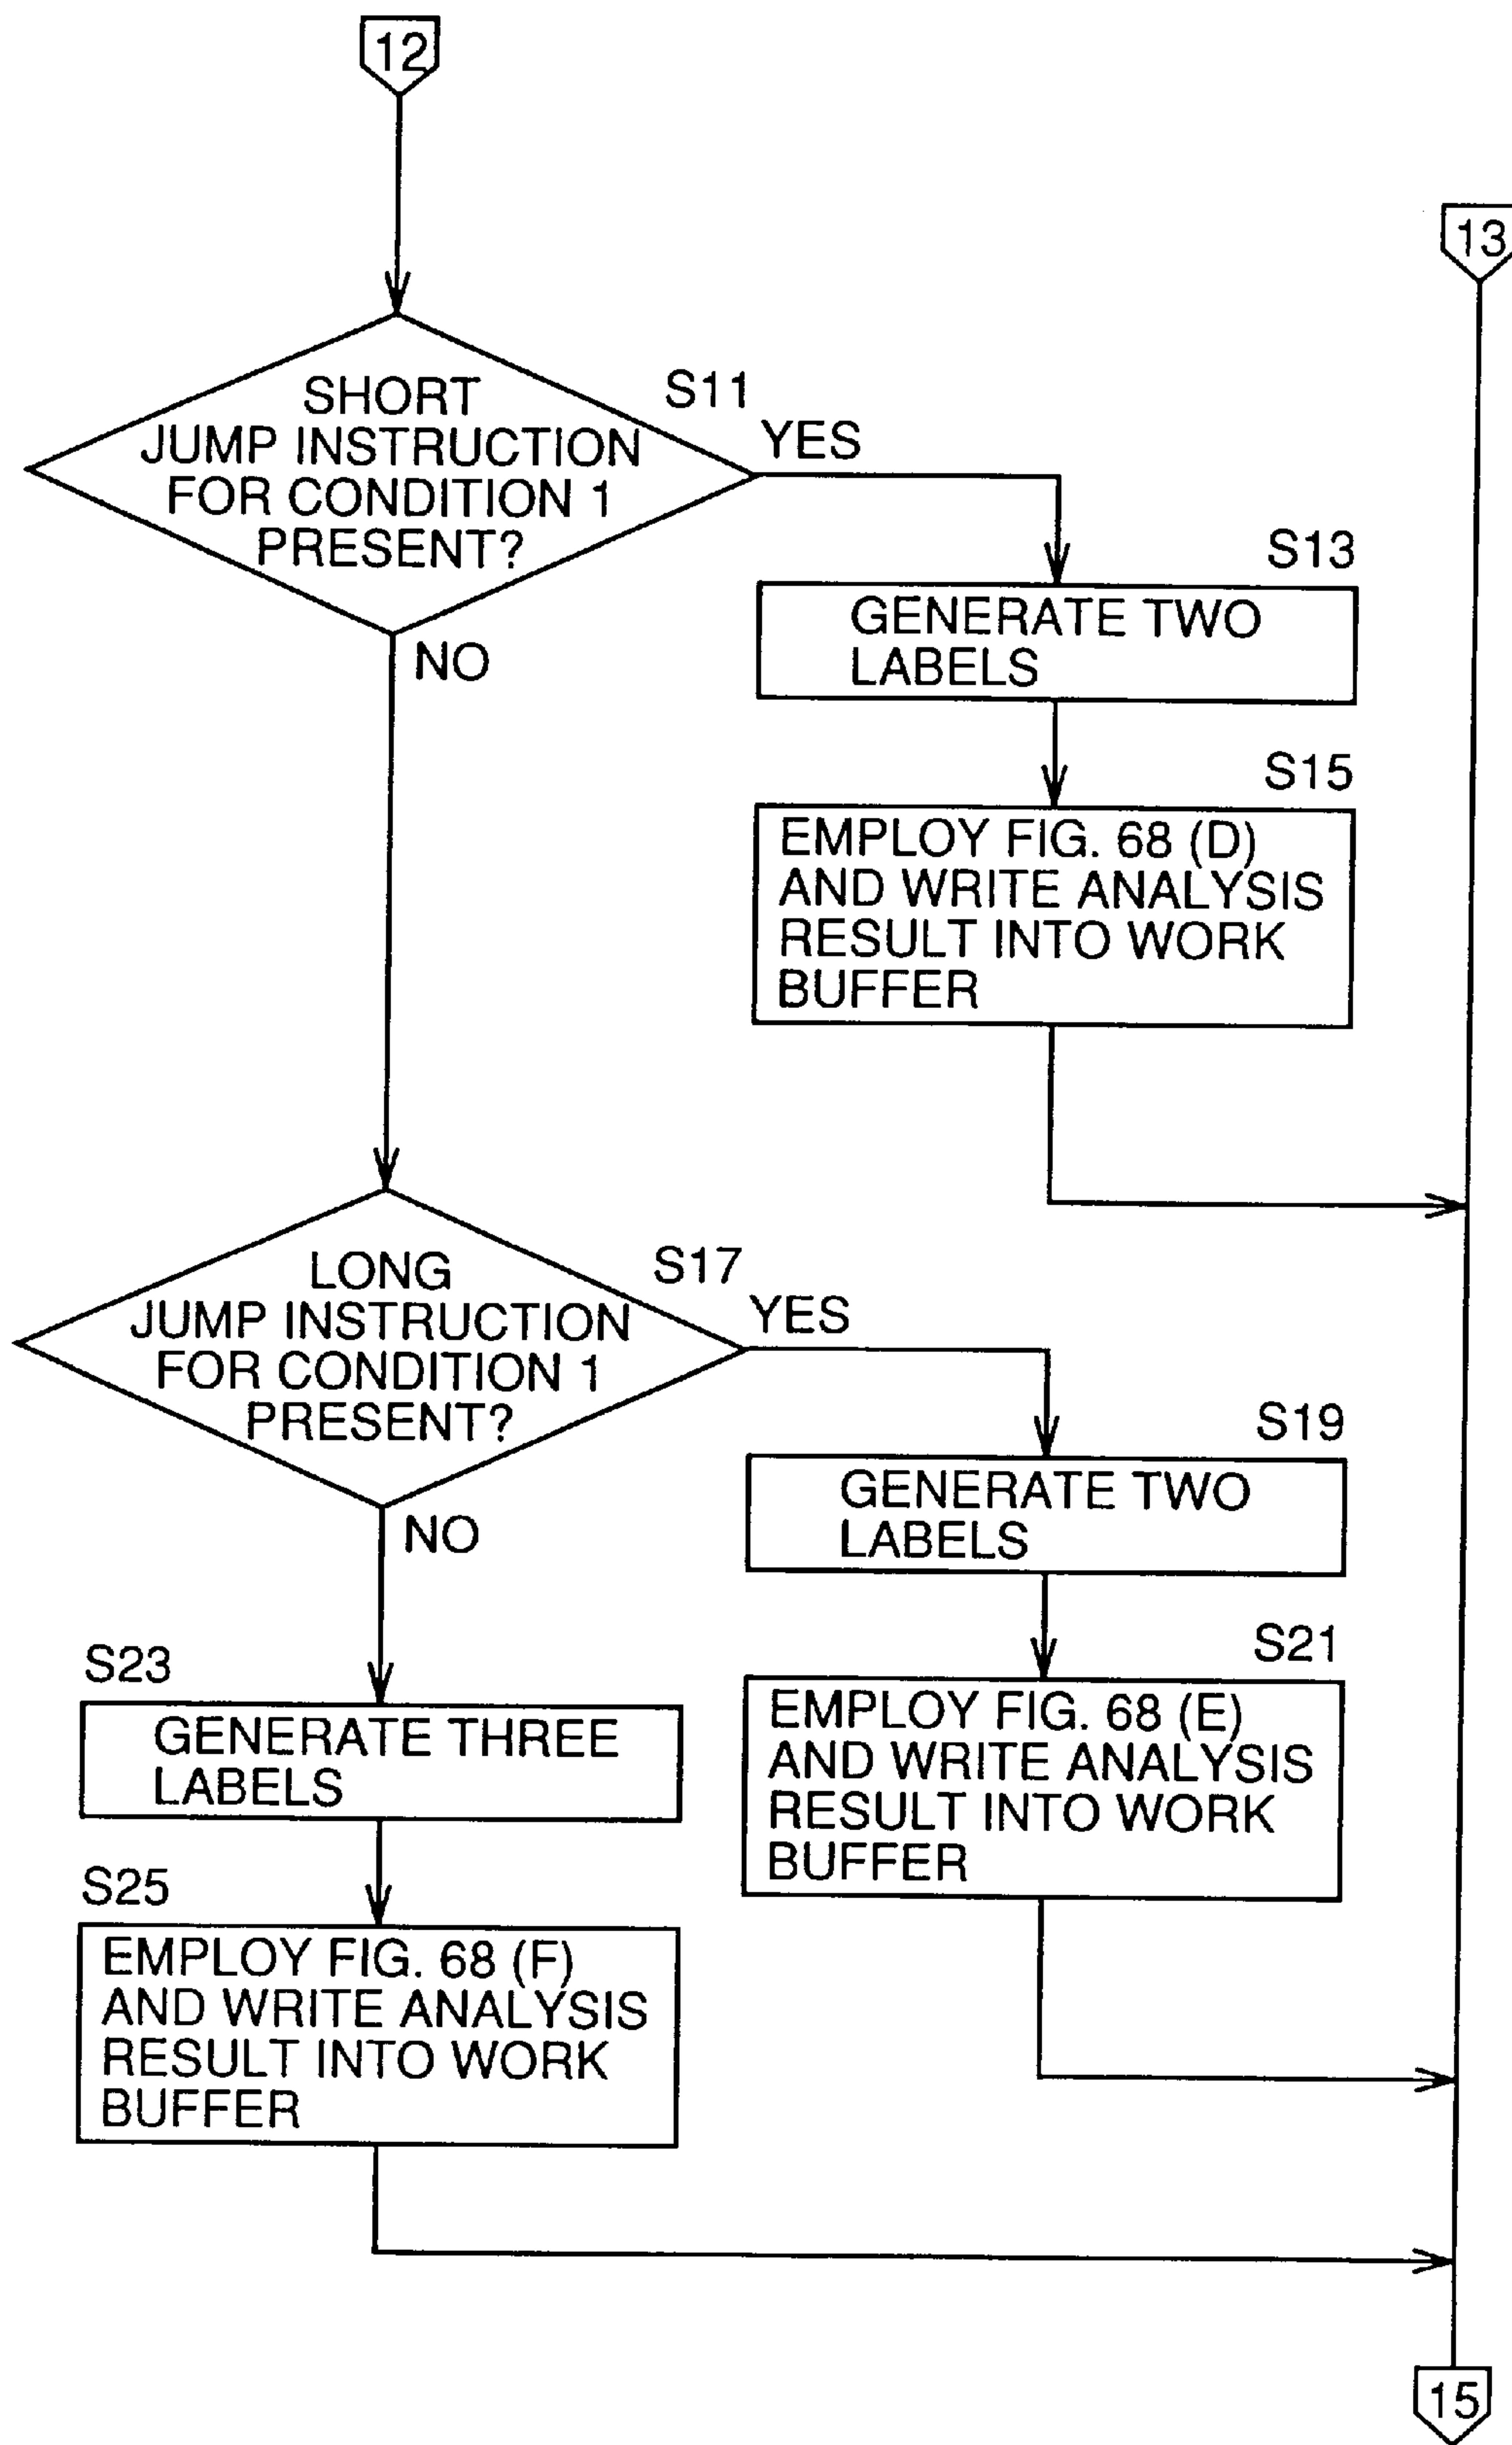 12
13
SHORT
JUMP INSTRUCTION
FOR CONDITION 1
PRESENT?
S11
YES
NO
S13
GENERATE TWO
LABELS
S15
EMPLOY FIG. 68 (D)
AND WRITE ANALYSIS
RESULT INTO WORK
BUFFER
LONG
JUMP INSTRUCTION
FOR CONDITION 1
PRESENT?
S17
YES
NO
S19
GENERATE TWO
LABELS
S21
EMPLOY FIG. 68 (E)
AND WRITE ANALYSIS
RESULT INTO WORK
BUFFER
S23
GENERATE THREE
LABELS
S25
EMPLOY FIG. 68 (F)
AND WRITE ANALYSIS
RESULT INTO WORK
BUFFER
15